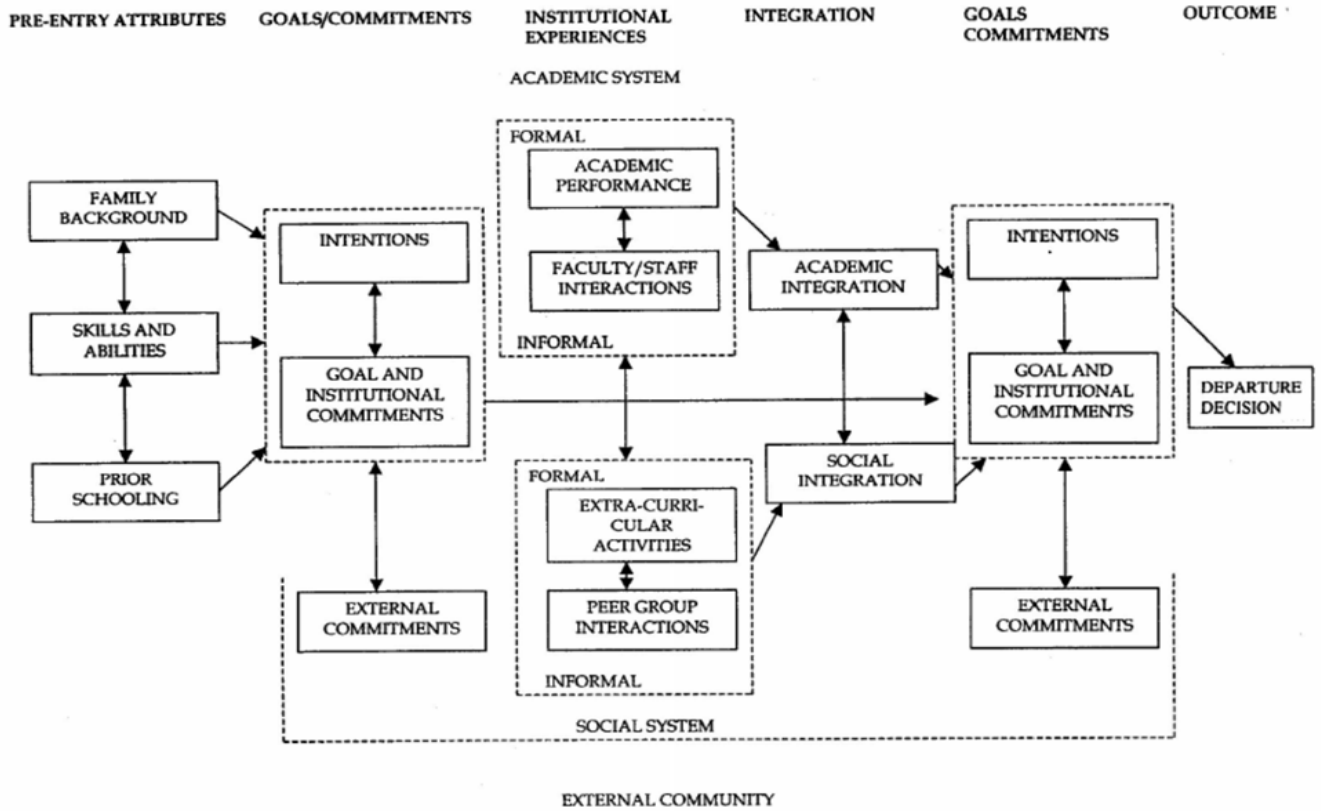 PRE-ENTRY ATTRIBUTES
GOALS/COMMITMENTS
INSTITUTIONAL
EXPERIENCES
INTEGRATION
GOALS
COMMITMENTS
OUTCOME
ACADEMIC SYSTEM
FORMAL
ACADEMIC
PERFORMANCE
FACULTY/STAFF
INTERACTIONS
INFORMAL
FAMILY
BACKGROUND
SKILLS AND
ABILITIES
PRIOR
SCHOOLING
INTENTIONS
GOAL AND
INSTITUTIONAL
COMMITMENTS
EXTERNAL
COMMITMENTS
FORMAL
EXTRA-CURRI-
CULAR
ACTIVITIES
PEER GROUP
INTERACTIONS
INFORMAL
ACADEMIC
INTEGRATION
SOCIAL
INTEGRATION
INTENTIONS
GOAL AND
INSTITUTIONAL
COMMITMENTS
EXTERNAL
COMMITMENTS
DEPARTURE
DECISION
SOCIAL SYSTEM
EXTERNAL COMMUNITY